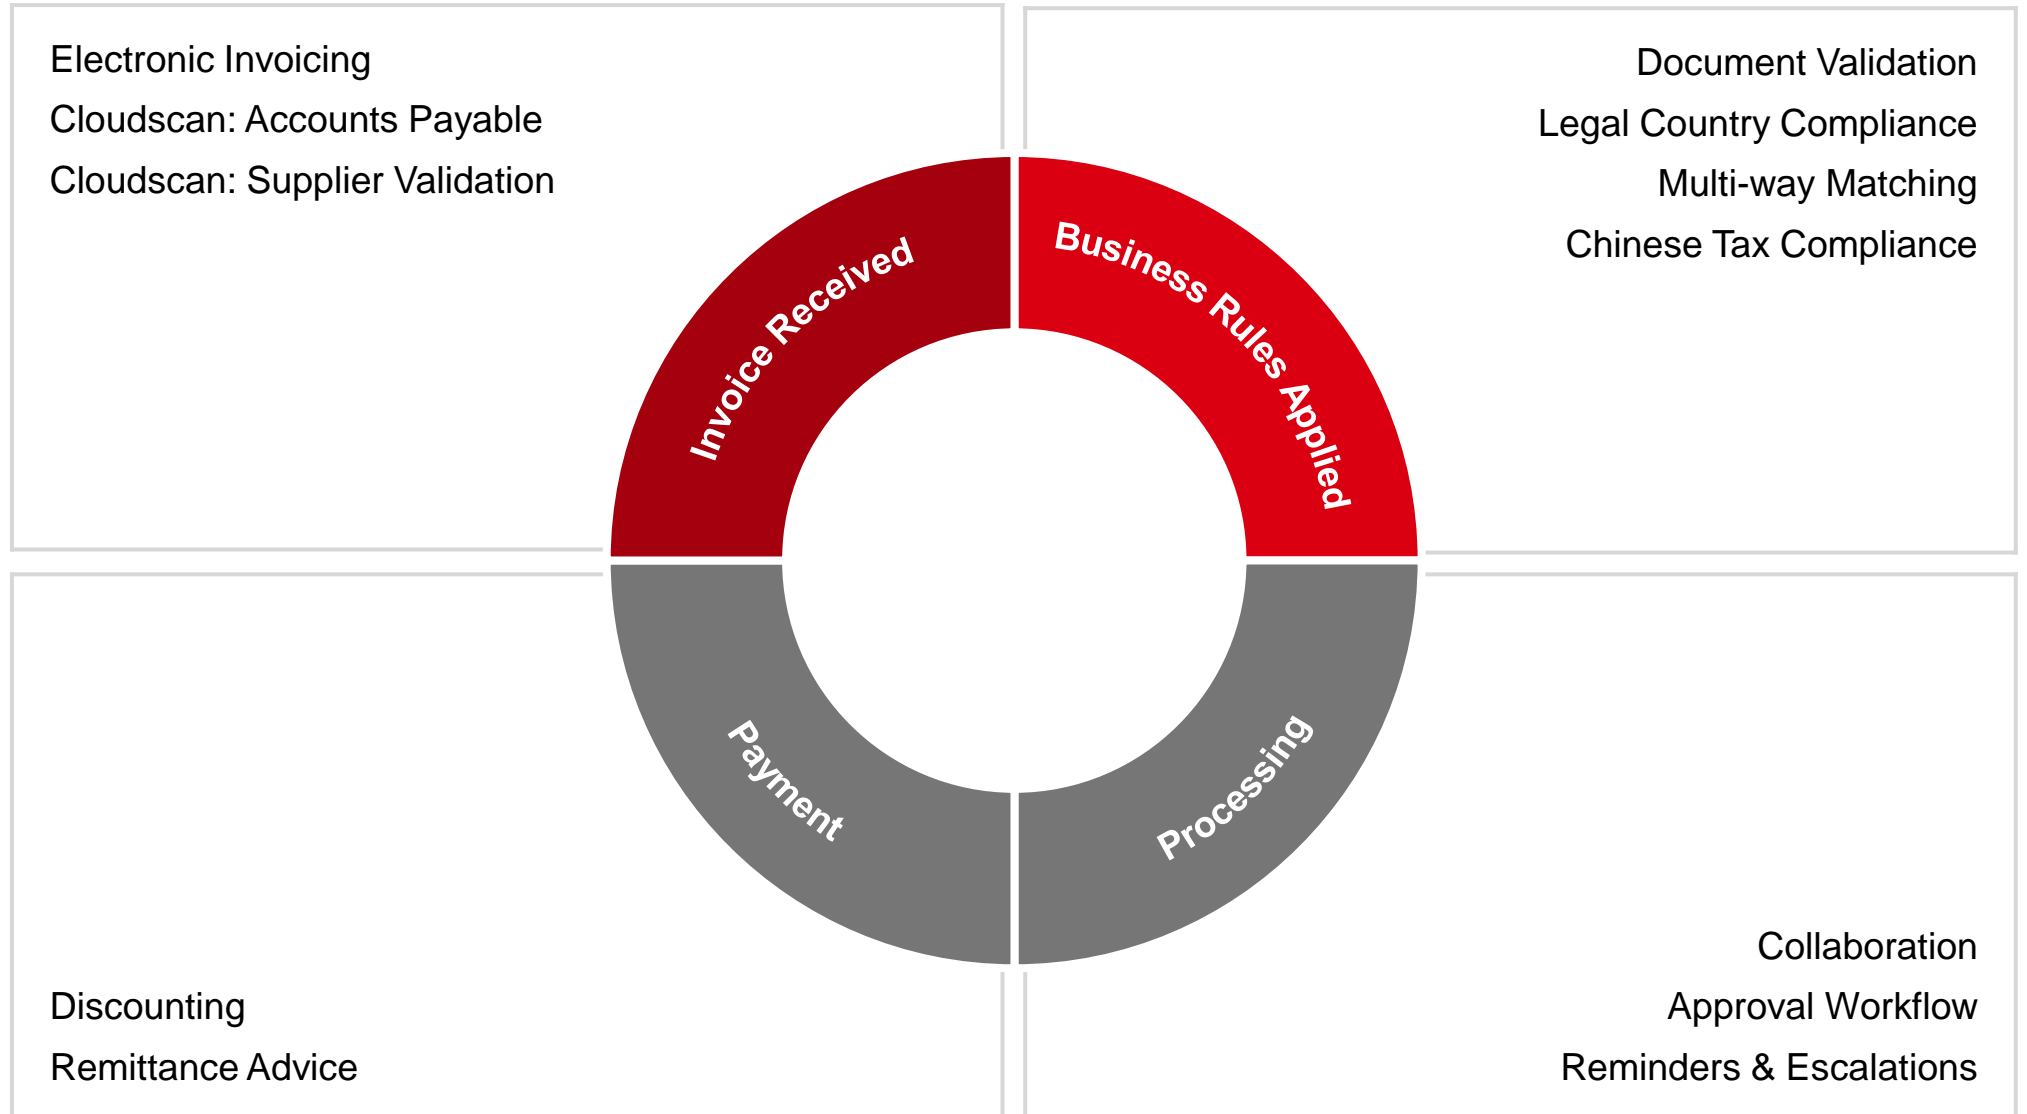 Electronic Invoicing
Cloudscan: Accounts Payable
Cloudscan: Supplier Validation
Document Validation
Legal Country Compliance
Multi-way Matching
Chinese Tax Compliance
Invoice Received
Business Rules Applied
Payment
Processing
Discounting
Remittance Advice
Collaboration
Approval Workflow
Reminders & Escalations